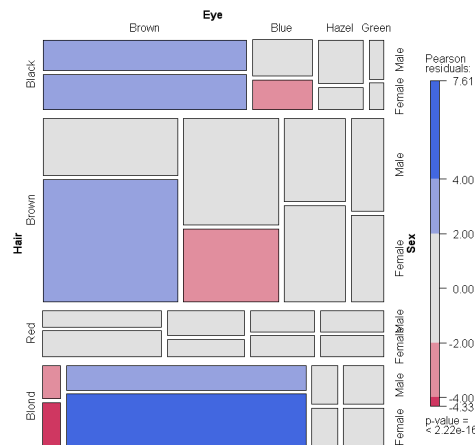 Eye
Brown Blue Hazel Green
Black
Male
Female
Brown
Male
Female
Hair
Sex
Red
Male
Female
Blond
Male
Female
Pearson
residuals:
7.61
4.00
2.00
0.00
-2.00
-4.00
-4.33
p-value =
< 2.22e-16